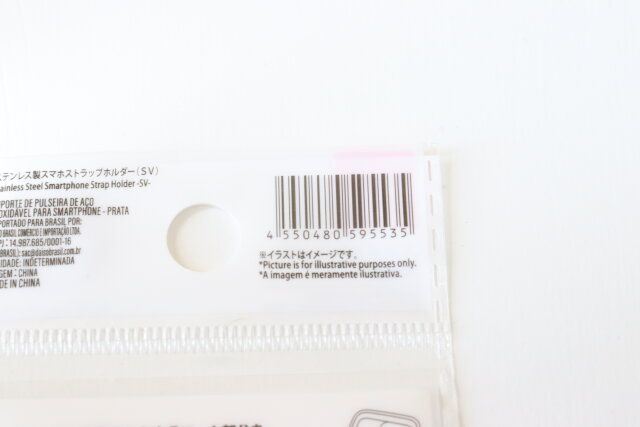 テンレス製スマホストラップホルダー(SV)
ainless Steel Smartphone Strap Holder -SV-
PORTE DE PULSEIRA DE AÇO
OXIDÁVEL PARA SMARTPHONE - PRATA
PORTADO PARA BRASIL POR:
O BRASIL COMERCIO E IMPORTAÇÃO LTDA.
PJ: 14.987.685/0001-16
BRASIL): sac@daisobrasil.com.br
LIDADE: INDETERMINADA
GEM: CHINA
DE IN CHINA
4 550480 595535
※イラストはイメージです。
*Picture is for illustrative purposes only.
*A imagem é meramente ilustrativa.